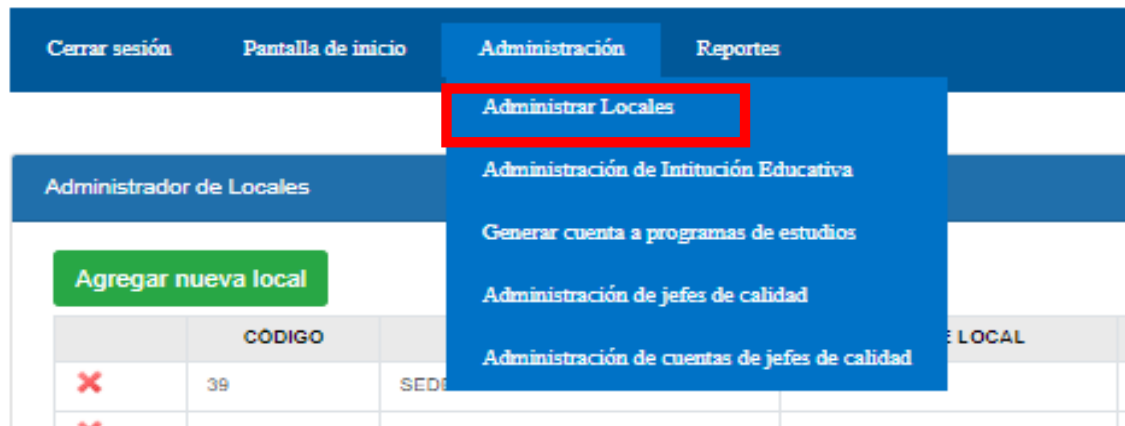 Cerrar sesión Pantalla de inicio Administración Reportes
Administrar Locales
Administración de Intitución Educativa
Generar cuenta a programas de estudios
Administración de jefes de calidad
Administración de cuentas de jefes de calidad
Administrador de Locales
Agregar nueva local
CÓDIGO LOCAL
39